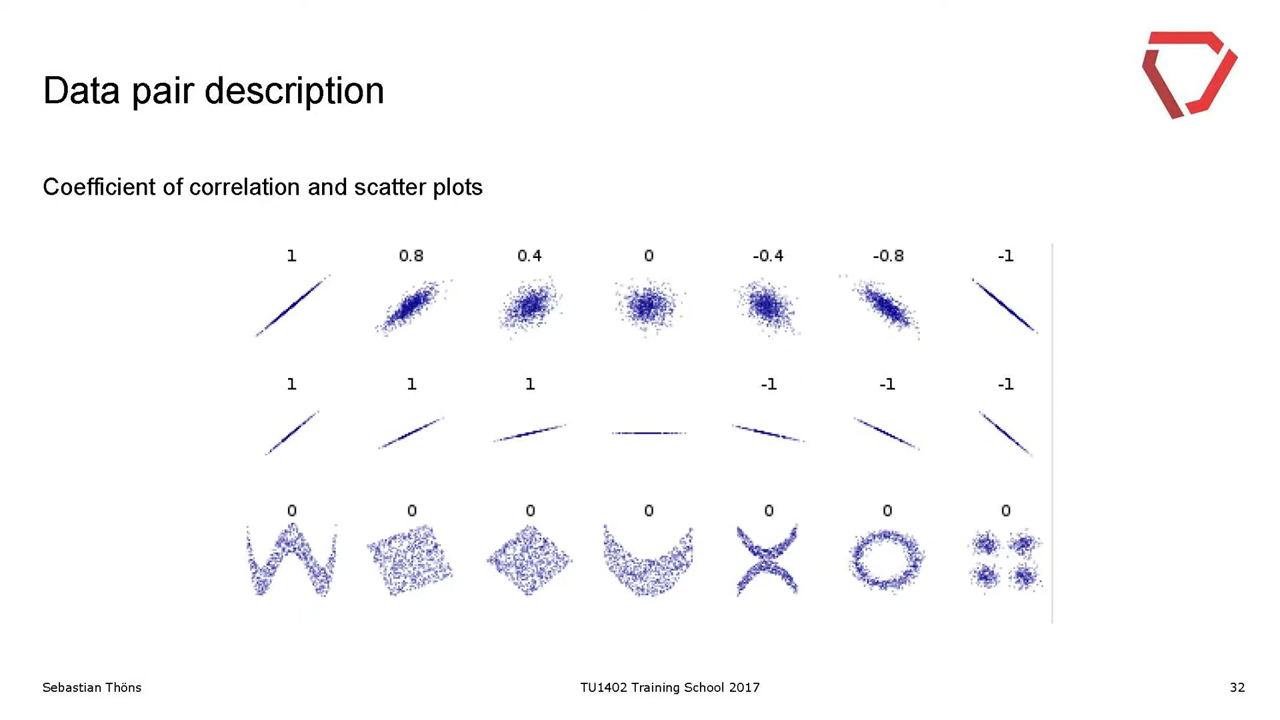 Data pair description
Coefficient of correlation and scatter plots
1 0.8 0.4 0 -0.4 -0.8 -1
1 1 1 -1 -1 -1
0 0 0 0 0 0 0
Sebastian Thöns TU1402 Training School 2017 32